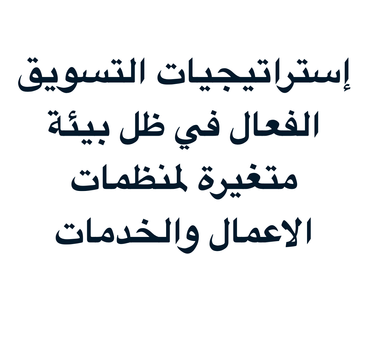 إستراتيجيات التسويق
الفعال في ظل بيئة
متغيرة لمنظمات
الاعمال والخدمات